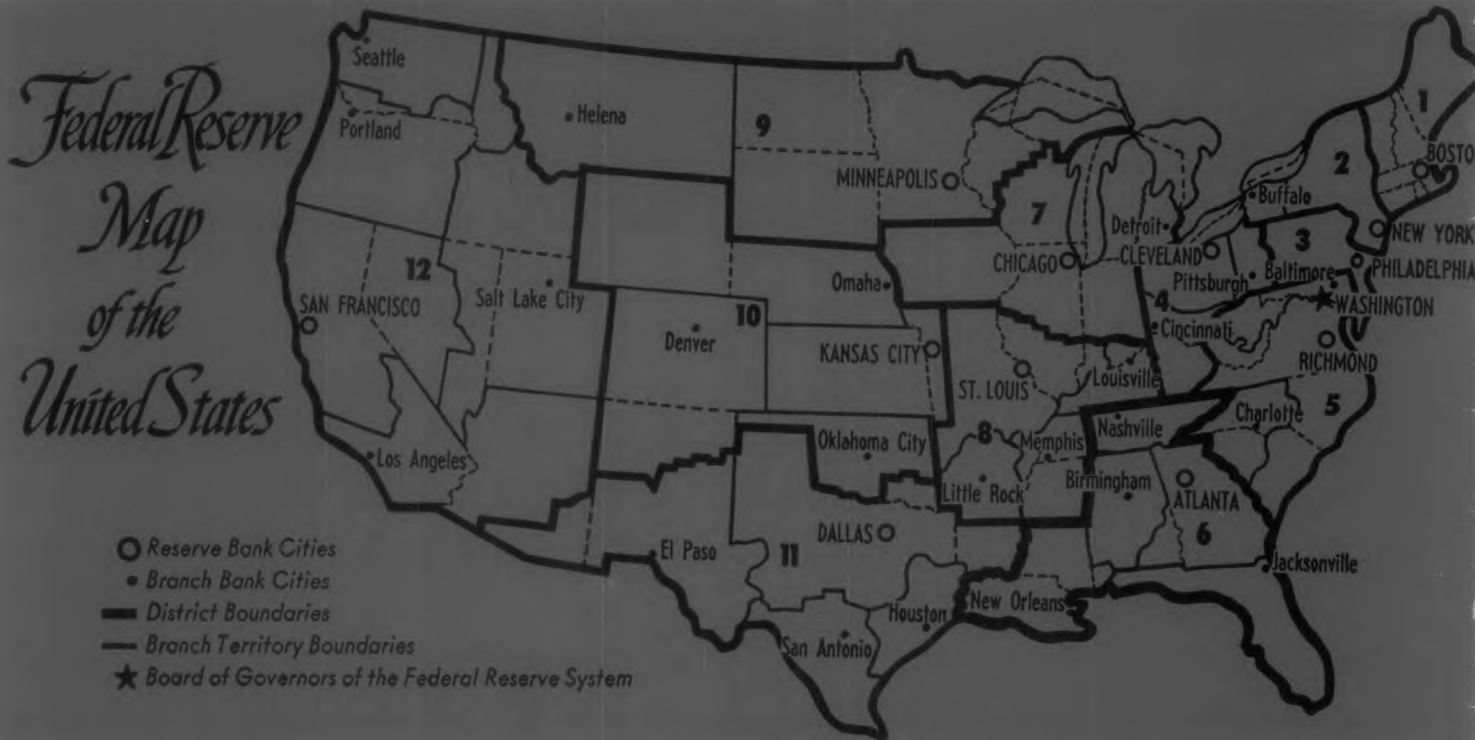 Federal Reserve
Map
of the
United States
Seattle
Portland
Helena
9
MINNEAPOLIS
1
BOSTO
2
Buffalo
NEW YORK
7
Detroit
CHICAGO
CLEVELAND
3
Pittsburgh
Baltimore
PHILADELPHIA
WASHINGTON
12
SAN FRANCISCO
Salt Lake City
Omaha
10
Denver
KANSAS CITY
4
Cincinnati
RICHMOND
ST. LOUIS
Louisville
5
Charlotte
Nashville
Los Angeles
Oklahoma City
8
Memphis
Birmingham
Little Rock
ATLANTA
6
DALLAS
El Paso
11
Jacksonville
Houston
New Orleans
San Antonio
Reserve Bank Cities
Branch Bank Cities
District Boundaries
Branch Territory Boundaries
Board of Governors of the Federal Reserve System